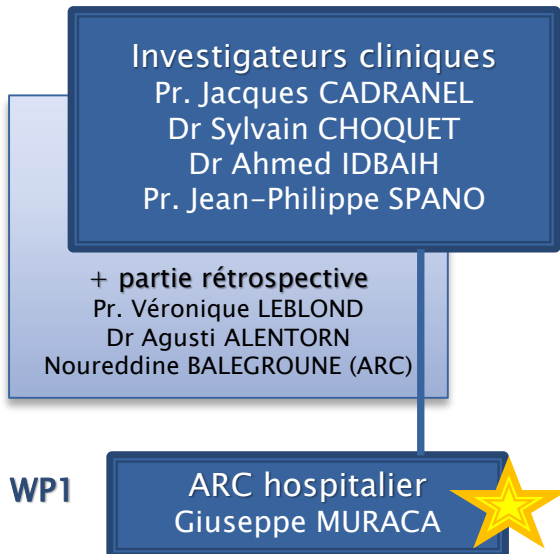 Investigateurs cliniques
Pr. Jacques CADRANEL
Dr Sylvain CHOQUET
Dr Ahmed IDBAIH
Pr. Jean-Philippe SPANO
+ partie rétrospective
Pr. Véronique LEBLOND
Dr Agusti ALENTORN
Noureddine BALEGROUNE (ARC)
WP1
ARC hospitalier
Giuseppe MURACA